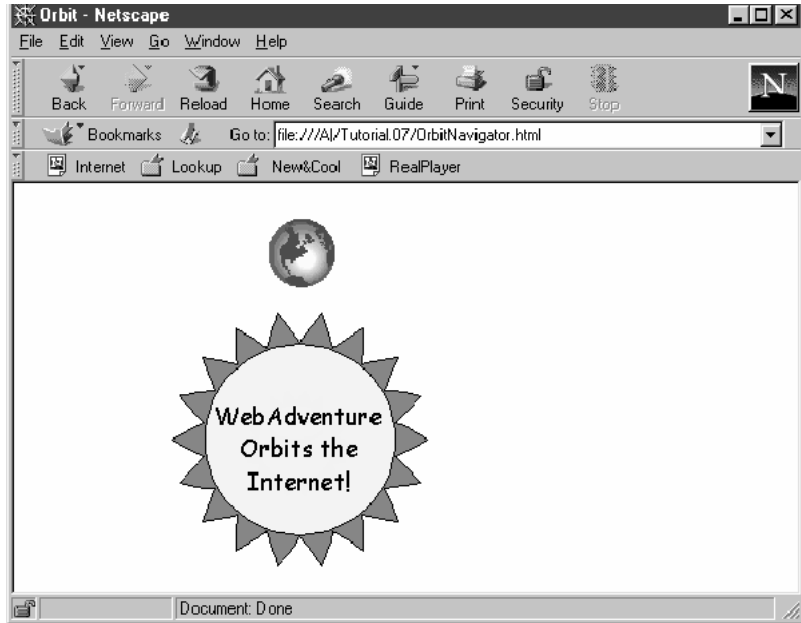 Orbit - Netscape
File Edit View Go Window Help
Back Forward Reload Home Search Guide Print Security Stop
N
Bookmarks Go to: file:///A|/Tutorial.07/OrbitNavigator.html
Internet Lookup New&Cool RealPlayer
WebAdventure
Orbits the
Internet!
Document: Done